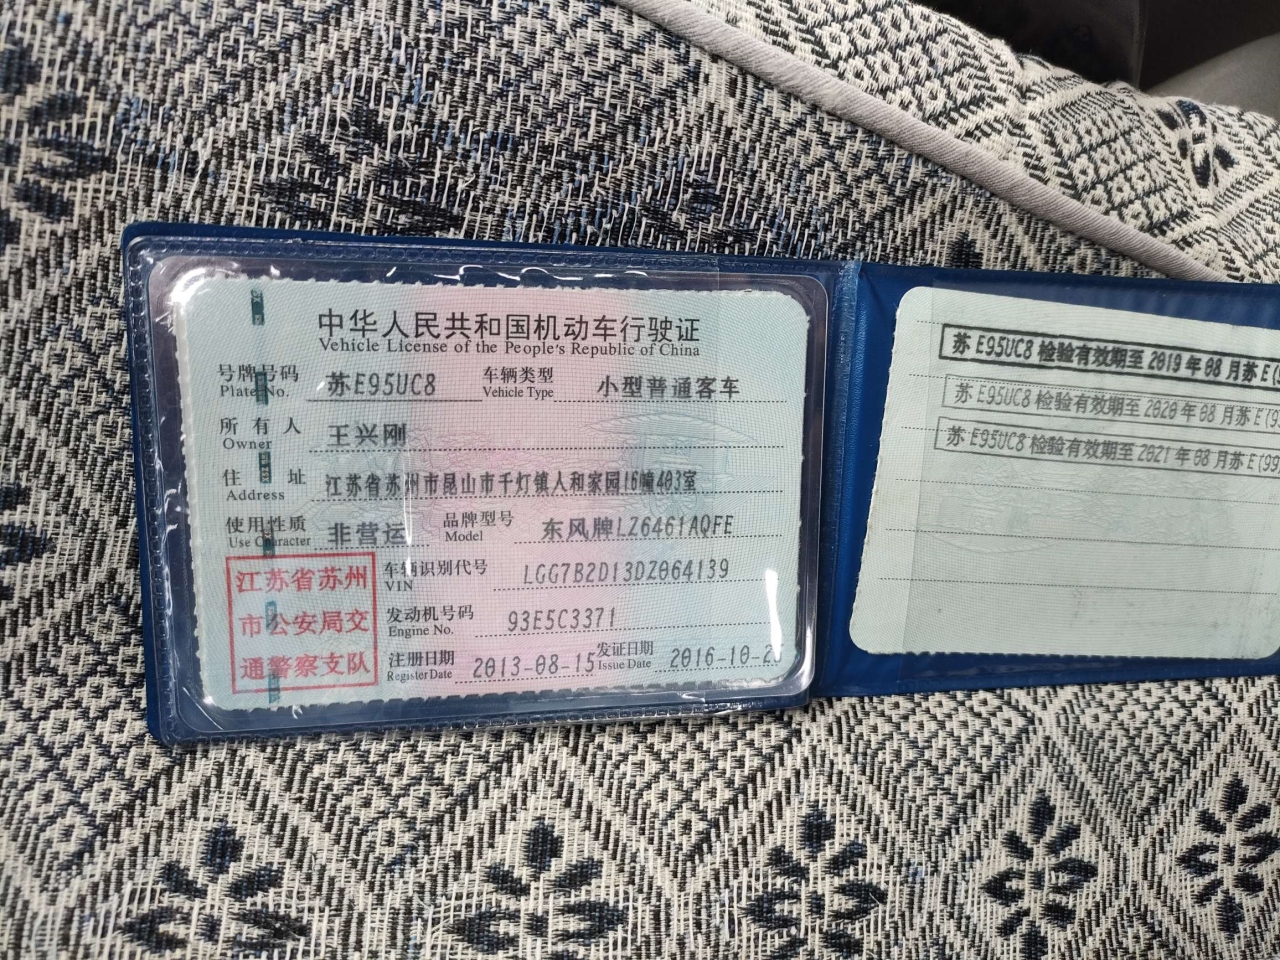 中华人民共和国机动车行驶证
Vehicle License of the People's Republic of China
号牌号码 苏E95UC8 车辆类型 小型普通客车
Plate No. Vehicle Type
所有人 王兴刚
Owner
住址 江苏省苏州市昆山市千灯镇人和家园16幢403室
Address
使用性质 非营运 品牌型号 东风牌LZ6461AQFE
Use Character Model
江苏省苏州
市公安局交
通警察支队
车辆识别代号 LGG7B2D13DZ064139
VIN
发动机号码 93E5C3371
Engine No.
注册日期 2013-08-15 发证日期 2016-10-23
Register Date Issue Date
苏E95UC8检验有效期至2019年08月苏E(
苏E95UC8检验有效期至2020年08月苏E(9
苏E95UC8检验有效期至2021年08月苏E(99